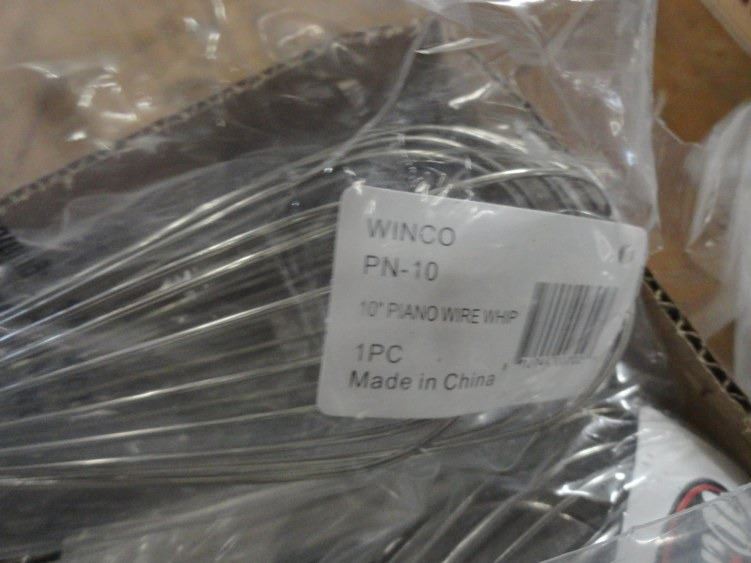 WINCO
PN-10
10" PIANO WIRE WHIP
1PC
Made in China